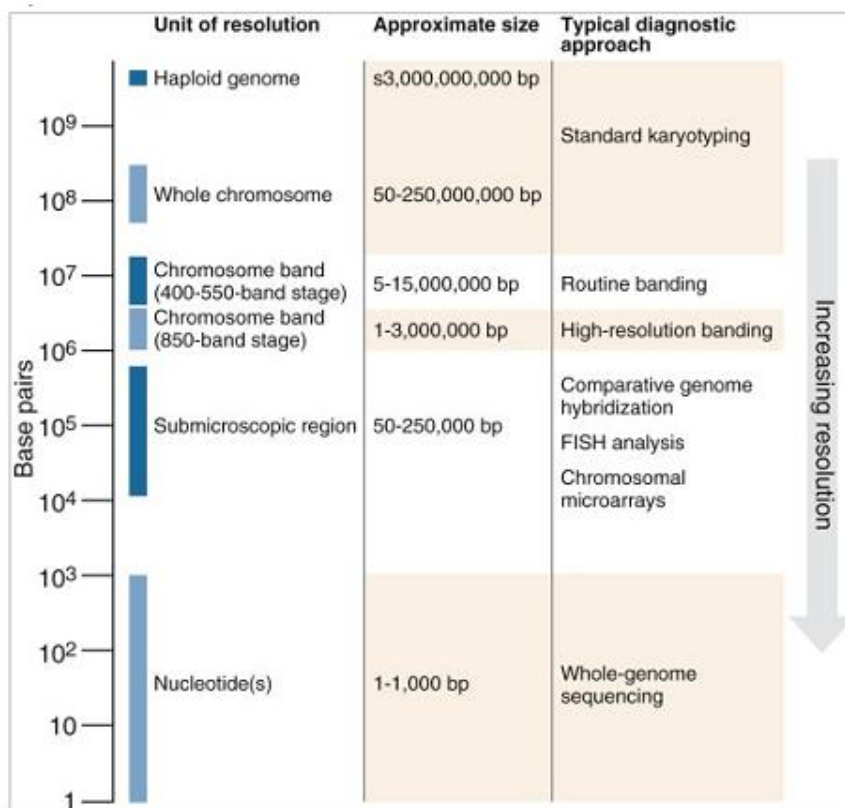 Unit of resolution Approximate size Typical diagnostic
approach
Haploid genome s3,000,000,000 bp
10⁹
Standard karyotyping
10⁸
Whole chromosome 50-250,000,000 bp
10⁷
Chromosome band
(400-550-band stage) 5-15,000,000 bp Routine banding
Chromosome band
(850-band stage) 1-3,000,000 bp High-resolution banding
10⁶
Comparative genome
hybridization
10⁵
Submicroscopic region 50-250,000 bp
FISH analysis
Chromosomal
microarrays
10⁴
10³
10²
Nucleotide(s) 1-1,000 bp Whole-genome
sequencing
10
1
Base pairs
Increasing resolution